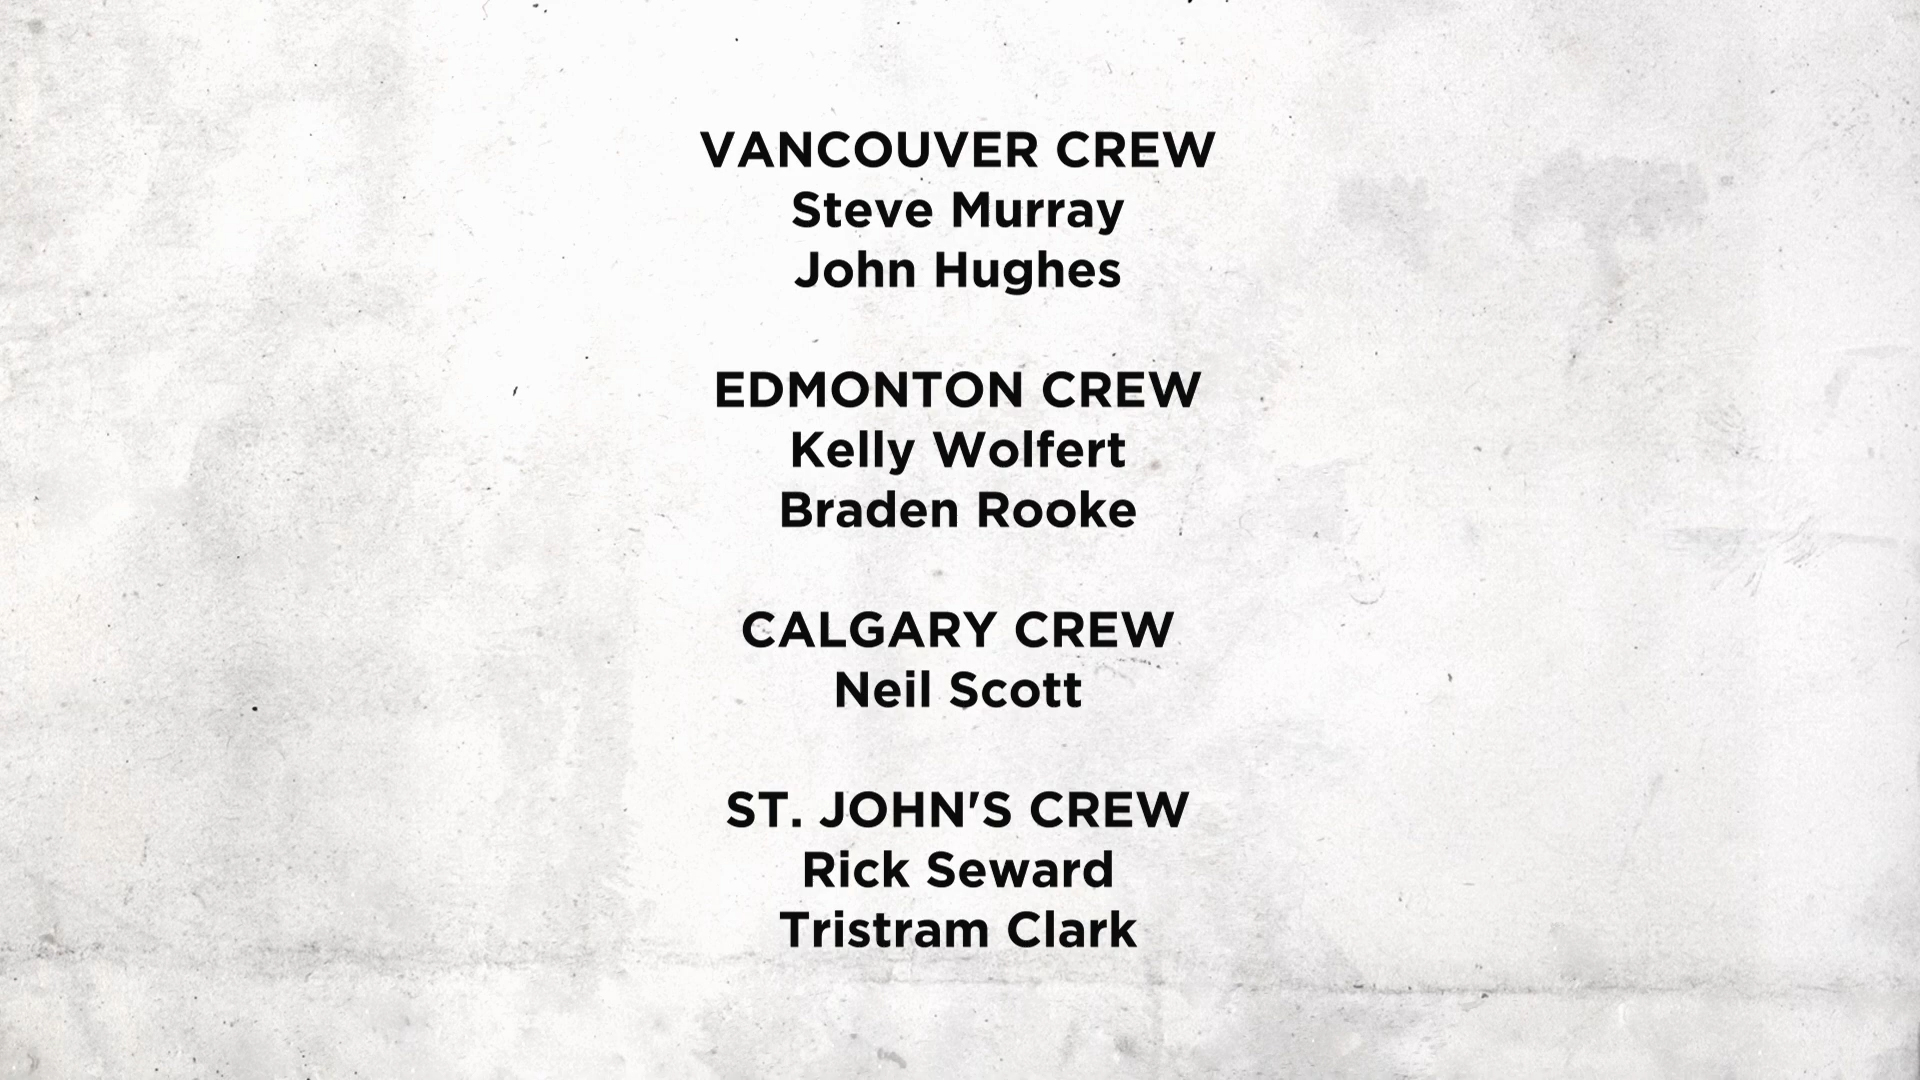 VANCOUVER CREW
Steve Murray
John Hughes
EDMONTON CREW
Kelly Wolfert
Braden Rooke
CALGARY CREW
Neil Scott
ST. JOHN'S CREW
Rick Seward
Tristram Clark